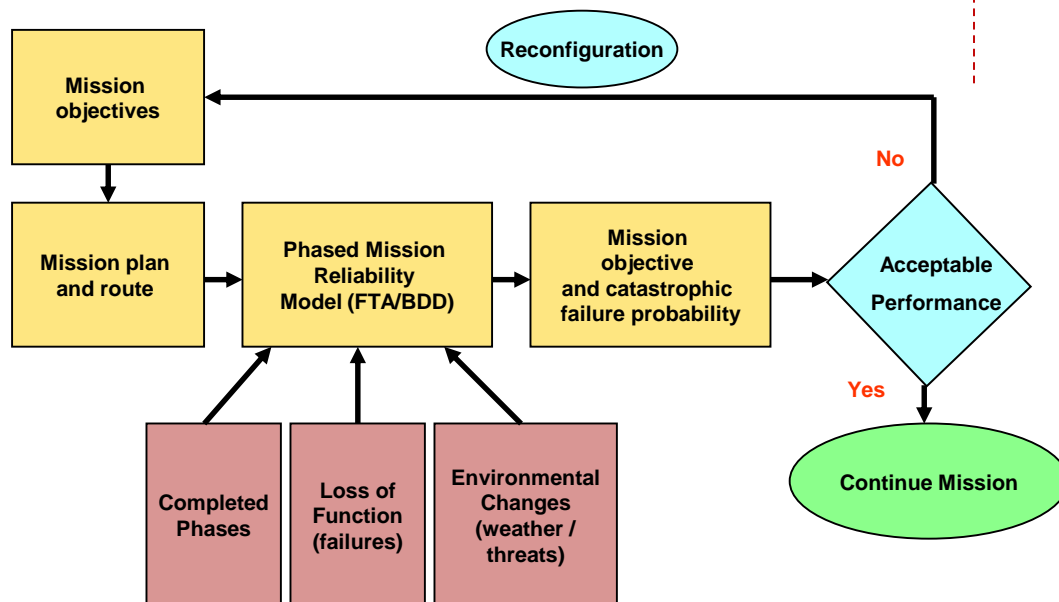 Reconfiguration
Mission
objectives
No
Mission plan
and route
Phased Mission
Reliability
Model (FTA/BDD)
Mission
objective
and catastrophic
failure probability
Acceptable
Performance
Yes
Completed
Phases
Loss of
Function
(failures)
Environmental
Changes
(weather /
threats)
Continue Mission